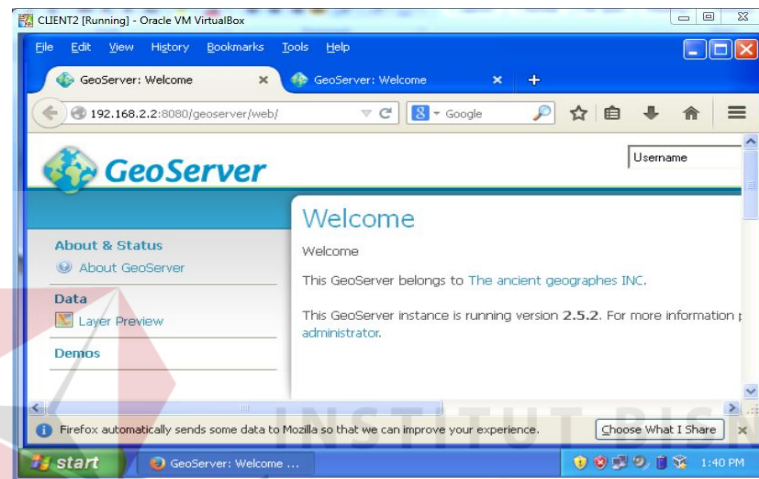 CLIENT2 [Running] - Oracle VM VirtualBox
File Edit View History Bookmarks Tools Help
GeoServer: Welcome
GeoServer: Welcome
192.168.2.2:8080/geoserver/web/
Google
GeoServer
Username
About & Status
About GeoServer
Data
Layer Preview
Demos
Welcome
Welcome
This GeoServer belongs to The ancient geographes INC.
This GeoServer instance is running version 2.5.2. For more information
administrator.
INSTITUT BISN
Firefox automatically sends some data to Mozilla so that we can improve your experience.
Choose What I Share
start
GeoServer: Welcome ...
1:40 PM